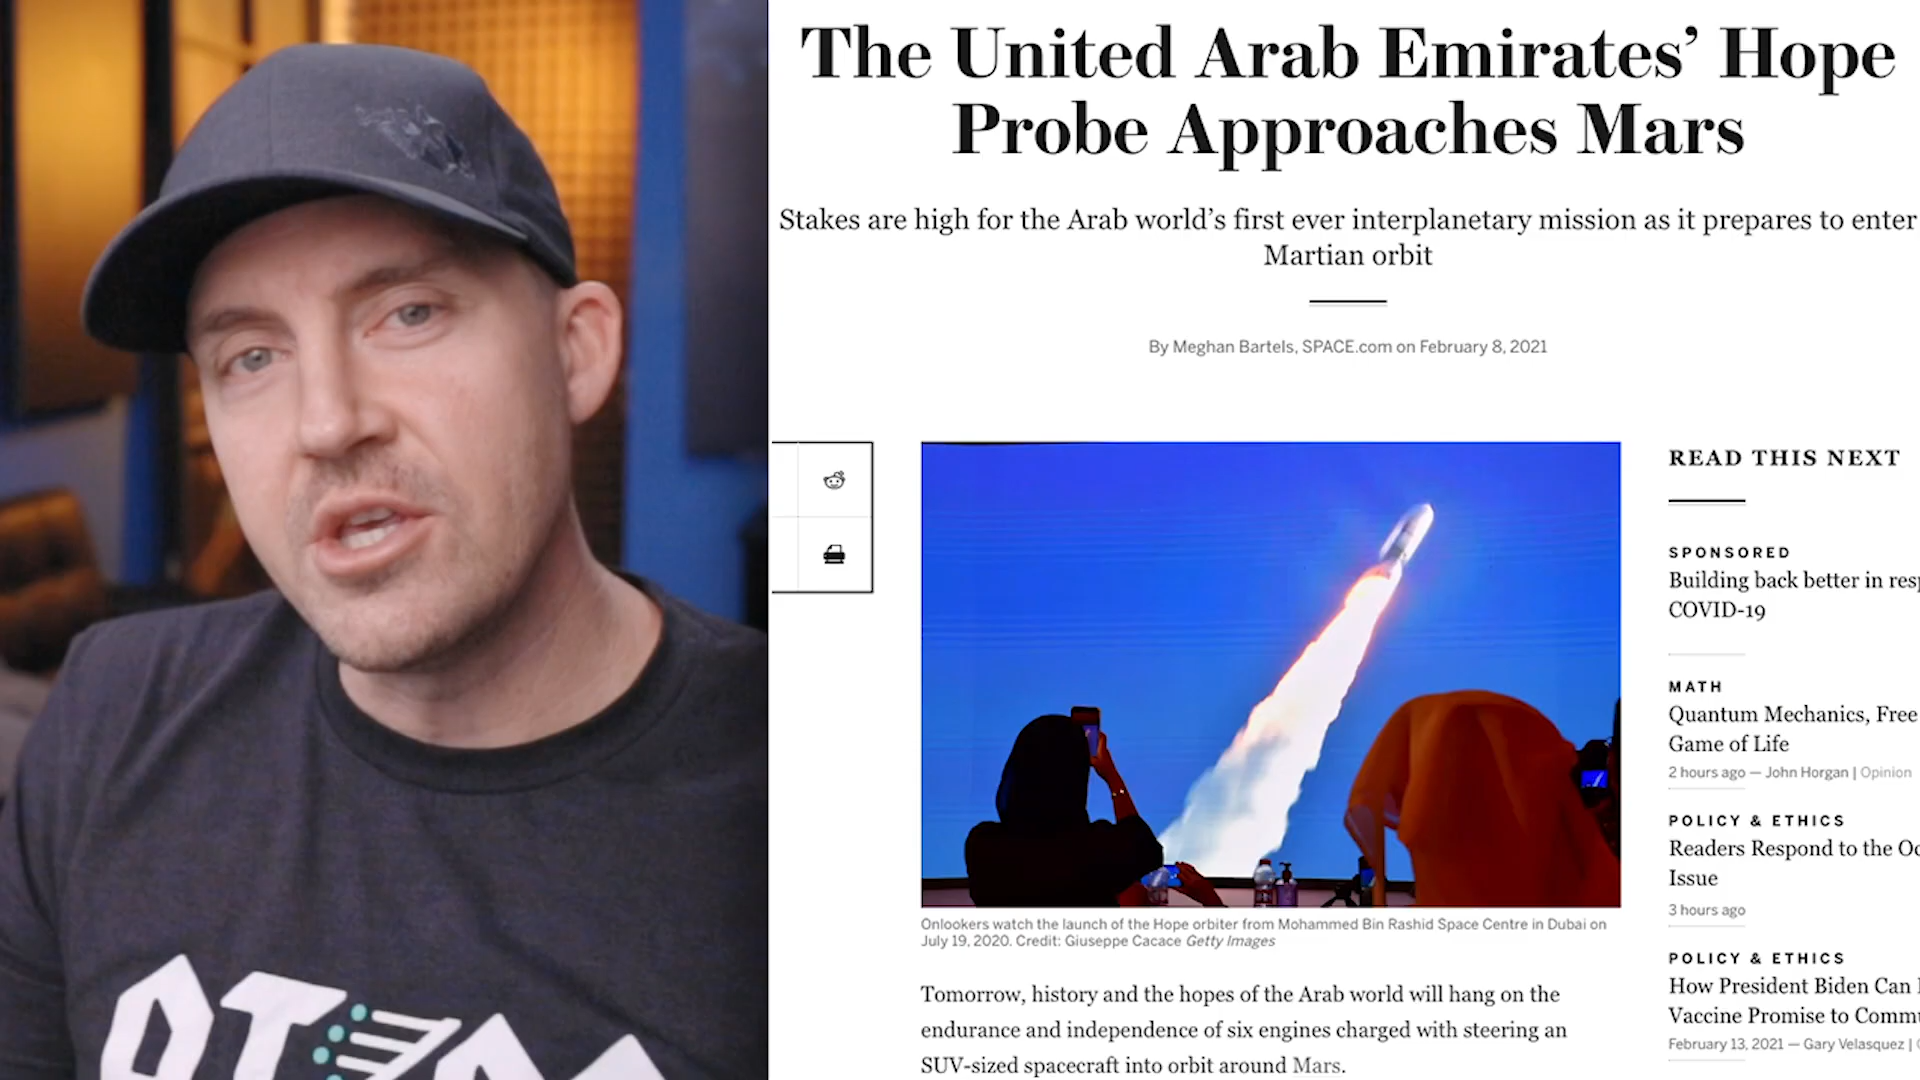 The United Arab Emirates’ Hope
Probe Approaches Mars
Stakes are high for the Arab world’s first ever interplanetary mission as it prepares to enter
Martian orbit
By Meghan Bartels, SPACE.com on February 8, 2021
Onlookers watch the launch of the Hope orbiter from Mohammed Bin Rashid Space Centre in Dubai on
July 19, 2020. Credit: Giuseppe Cacace Getty Images
Tomorrow, history and the hopes of the Arab world will hang on the
endurance and independence of six engines charged with steering an
SUV-sized spacecraft into orbit around Mars.
READ THIS NEXT
SPONSORED
Building back better in
COVID-19
MATH
Quantum Mechanics, Free
Game of Life
2 hours ago — John Horgan | Opinion
POLICY & ETHICS
Readers Respond to the
Issue
3 hours ago
POLICY & ETHICS
How President Biden Can
Vaccine Promise to
February 13, 2021 — Gary Velasquez |